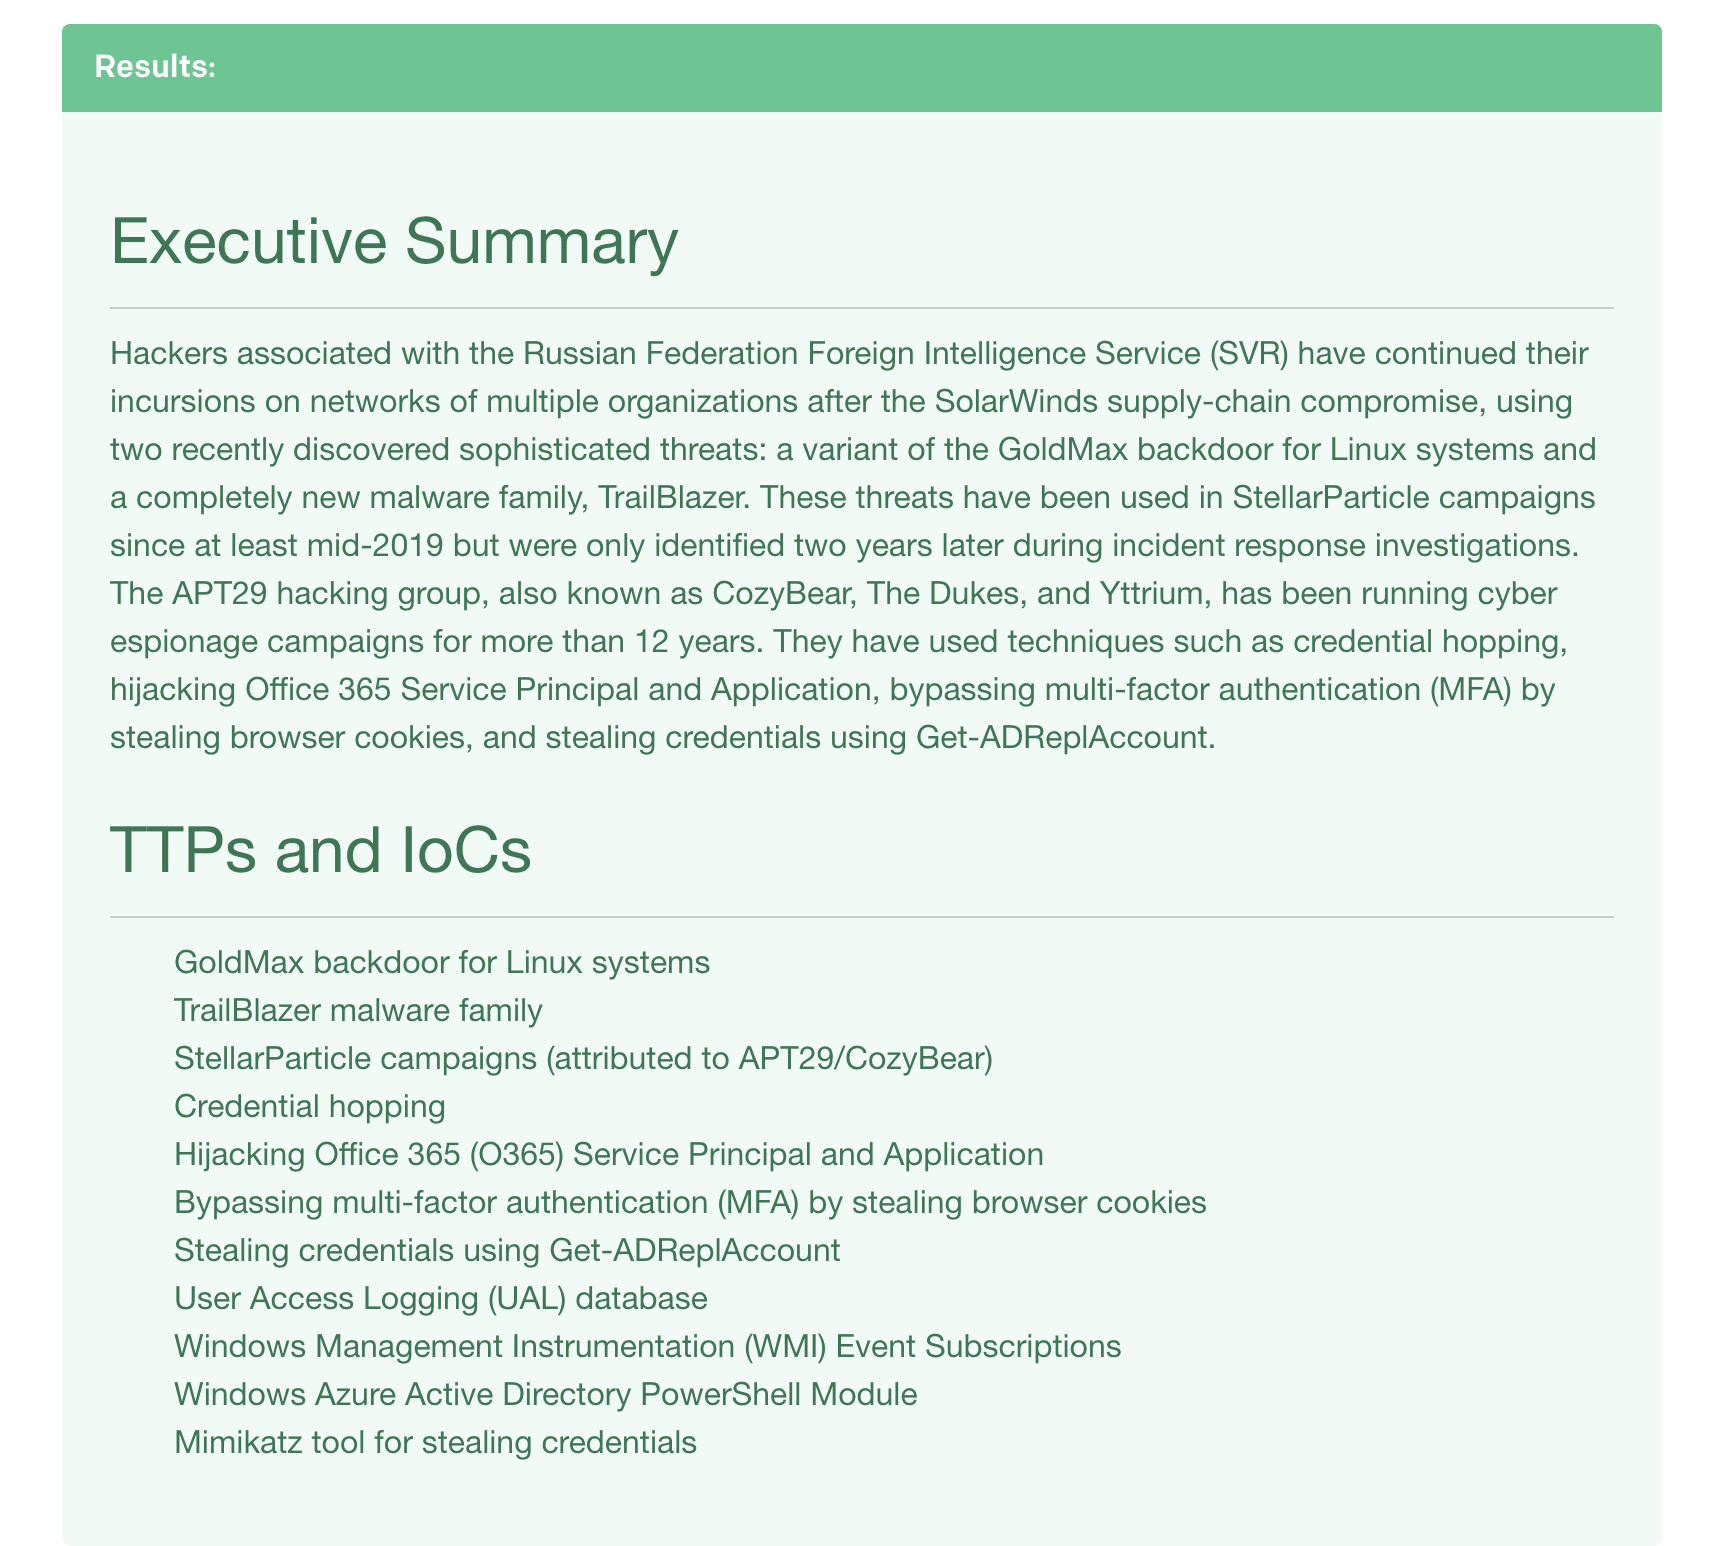 Results:
Executive Summary
Hackers associated with the Russian Federation Foreign Intelligence Service (SVR) have continued their
incursions on networks of multiple organizations after the SolarWinds supply-chain compromise, using
two recently discovered sophisticated threats: a variant of the GoldMax backdoor for Linux systems and
a completely new malware family, TrailBlazer. These threats have been used in StellarParticle campaigns
since at least mid-2019 but were only identified two years later during incident response investigations.
The APT29 hacking group, also known as CozyBear, The Dukes, and Yttrium, has been running cyber
espionage campaigns for more than 12 years. They have used techniques such as credential hopping,
hijacking Office 365 Service Principal and Application, bypassing multi-factor authentication (MFA) by
stealing browser cookies, and stealing credentials using Get-ADReplAccount.
TTPs and IoCs
GoldMax backdoor for Linux systems
TrailBlazer malware family
StellarParticle campaigns (attributed to APT29/CozyBear)
Credential hopping
Hijacking Office 365 (O365) Service Principal and Application
Bypassing multi-factor authentication (MFA) by stealing browser cookies
Stealing credentials using Get-ADReplAccount
User Access Logging (UAL) database
Windows Management Instrumentation (WMI) Event Subscriptions
Windows Azure Active Directory PowerShell Module
Mimikatz tool for stealing credentials